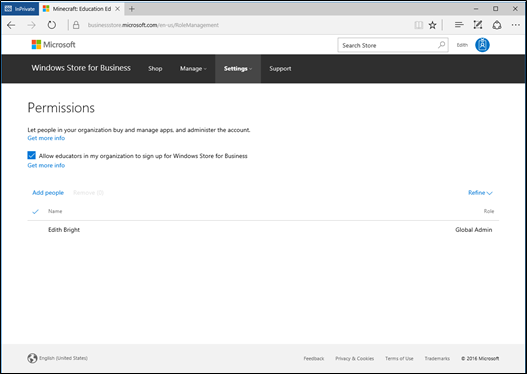 InPrivate
Minecraft: Education Ed
businessstore.microsoft.com/en-us/RoleManagement
Microsoft
Search Store
Edith
Windows Store for Business
Shop
Manage
Settings
Support
Permissions
Let people in your organization buy and manage apps, and administer the account.
Get more info
Allow educators in my organization to sign up for Windows Store for Business
Get more info
Add people
Remove (0)
Refine
Name
Role
Edith Bright
Global Admin
English (United States)
Feedback
Privacy & Cookies
Terms of Use
Trademarks
© 2016 Microsoft